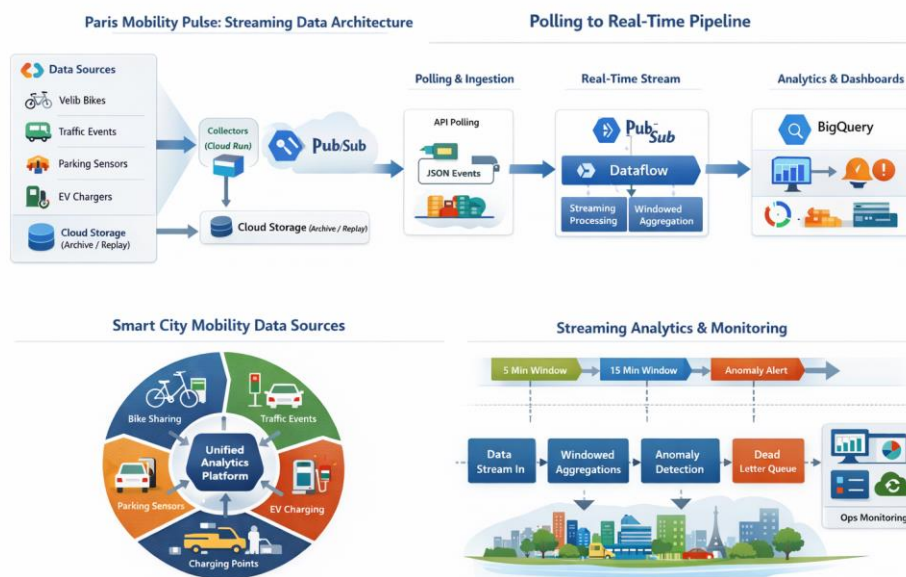 Paris Mobility Pulse: Streaming Data Architecture
Data Sources
Velib Bikes
Traffic Events
Parking Sensors
EV Chargers
Cloud Storage
(Archive / Replay)
Collectors
(Cloud Run)
Pub/Sub
Cloud Storage (Archive / Replay)
Polling to Real-Time Pipeline
Polling & Ingestion
API Polling
JSON Events
Real-Time Stream
Pub Sub
Dataflow
Streaming
Processing
Windowed
Aggregation
Analytics & Dashboards
BigQuery
Smart City Mobility Data Sources
Bike Sharing
Traffic Events
Unified
Analytics
Platform
Parking Sensors
EV Charging
Charging Points
Streaming Analytics & Monitoring
5 Min Window
15 Min Window
Anomaly Alert
Data
Stream In
Windowed
Aggregations
Anomaly
Detection
Dead
Letter Queue
Ops Monitoring